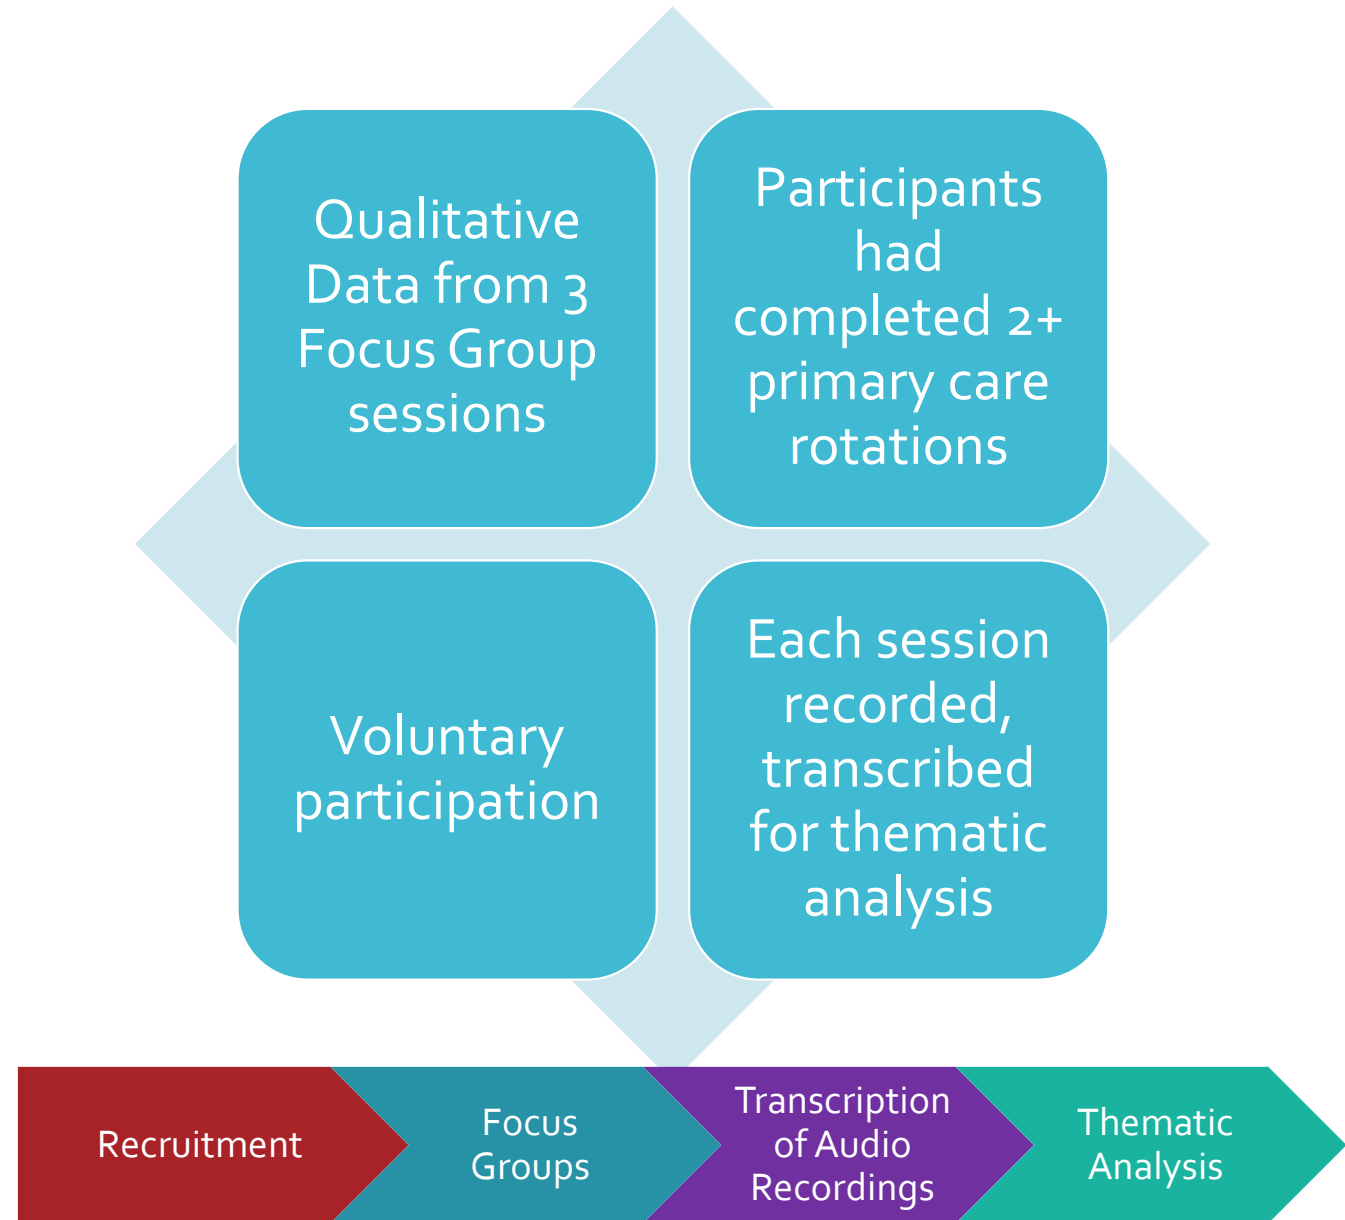 Qualitative
Data from 3
Focus Group
sessions
Participants
had
completed 2+
primary care
rotations
Voluntary
participation
Each session
recorded,
transcribed
for thematic
analysis
Recruitment
Focus
Groups
Transcription
of Audio
Recordings
Thematic
Analysis